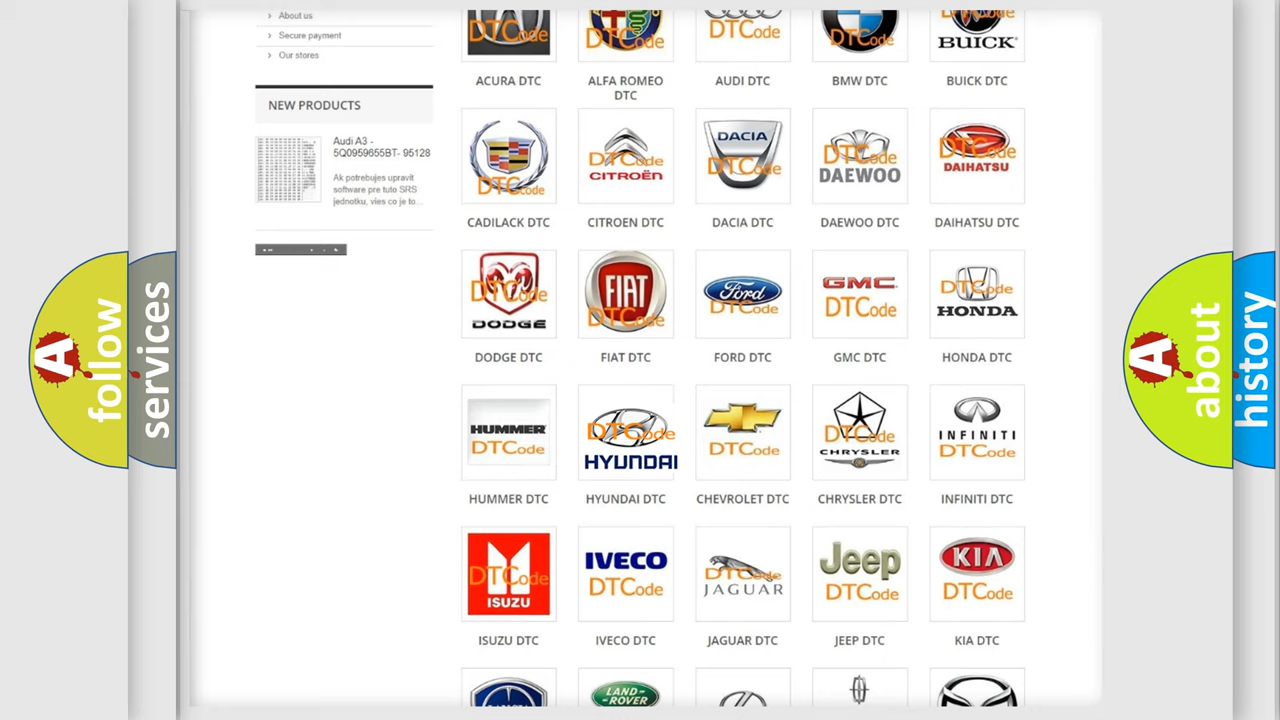 About us
Secure payment
Our stores
NEW PRODUCTS
Audi A3 -
5Q0959655BT- 95128
Ak potrebujes upravit
software pre tuto SRS
jednotku, vies co je to...
DTCode
DTCode
DTCode
DTCode
BUICK
ACURA DTC
ALFA ROMEO
DTC
AUDI DTC
BMW DTC
BUICK DTC
DTCode
DTCode
CITROËN
DACIA
DTCode
DTCode
DAEWOO
DTCode
DAIHATSU
CADILACK DTC
CITROEN DTC
DACIA DTC
DAEWOO DTC
DAIHATSU DTC
DTCode
DODGE
FIAT
DTCode
Ford
DTCode
GMC
DTCode
DTCode
HONDA
DODGE DTC
FIAT DTC
FORD DTC
GMC DTC
HONDA DTC
HUMMER
DTCode
DTCode
HYUNDAI
DTCode
DTCode
CHRYSLER
INFINITI
DTCode
HUMMER DTC
HYUNDAI DTC
CHEVROLET DTC
CHRYSLER DTC
INFINITI DTC
DTCode
ISUZU
IVECO
DTCode
DTCode
JAGUAR
Jeep
DTCode
KIA
DTCode
ISUZU DTC
IVECO DTC
JAGUAR DTC
JEEP DTC
KIA DTC
LAND-
ROVER
A
follow
services
A
about
history